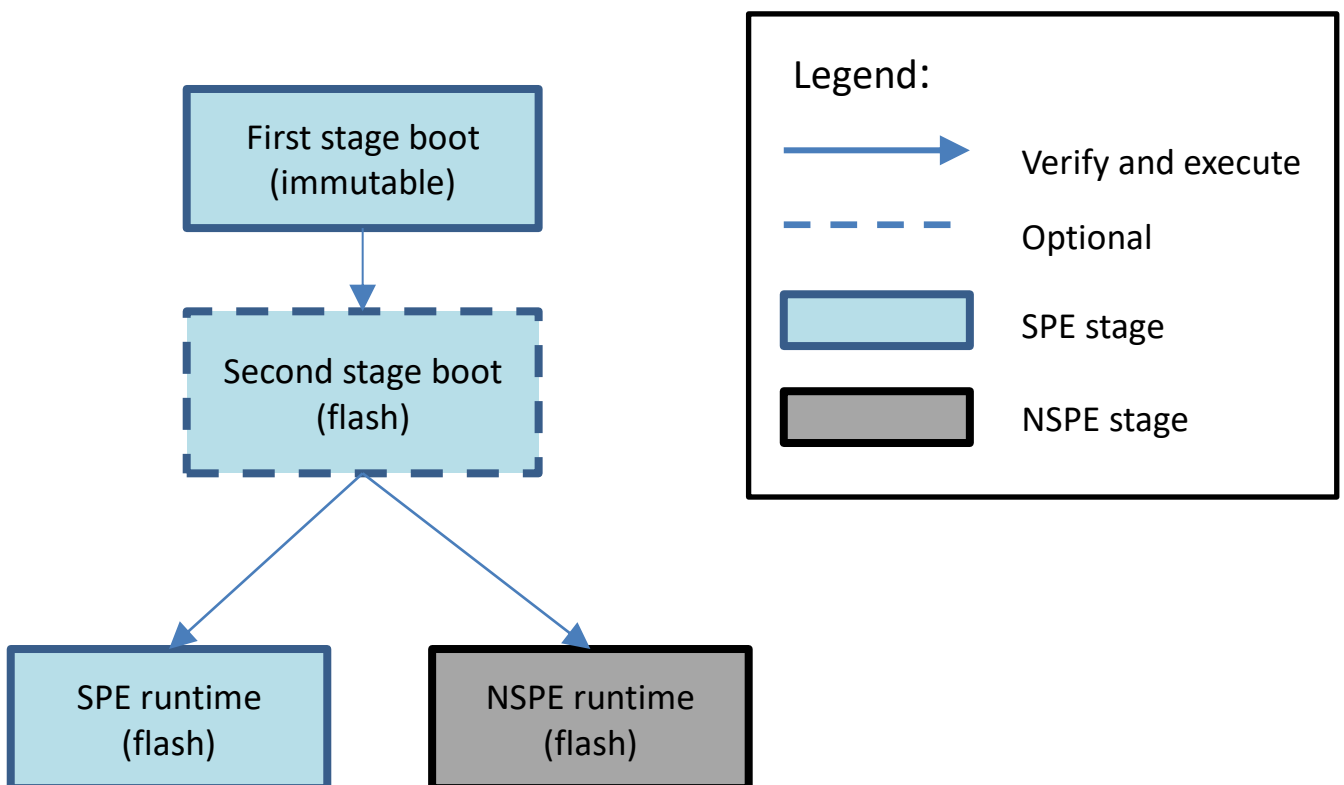 First stage boot
(immutable)
Second stage boot
(flash)
SPE runtime
(flash)
NSPE runtime
(flash)
Legend:
Verify and execute
Optional
SPE stage
NSPE stage